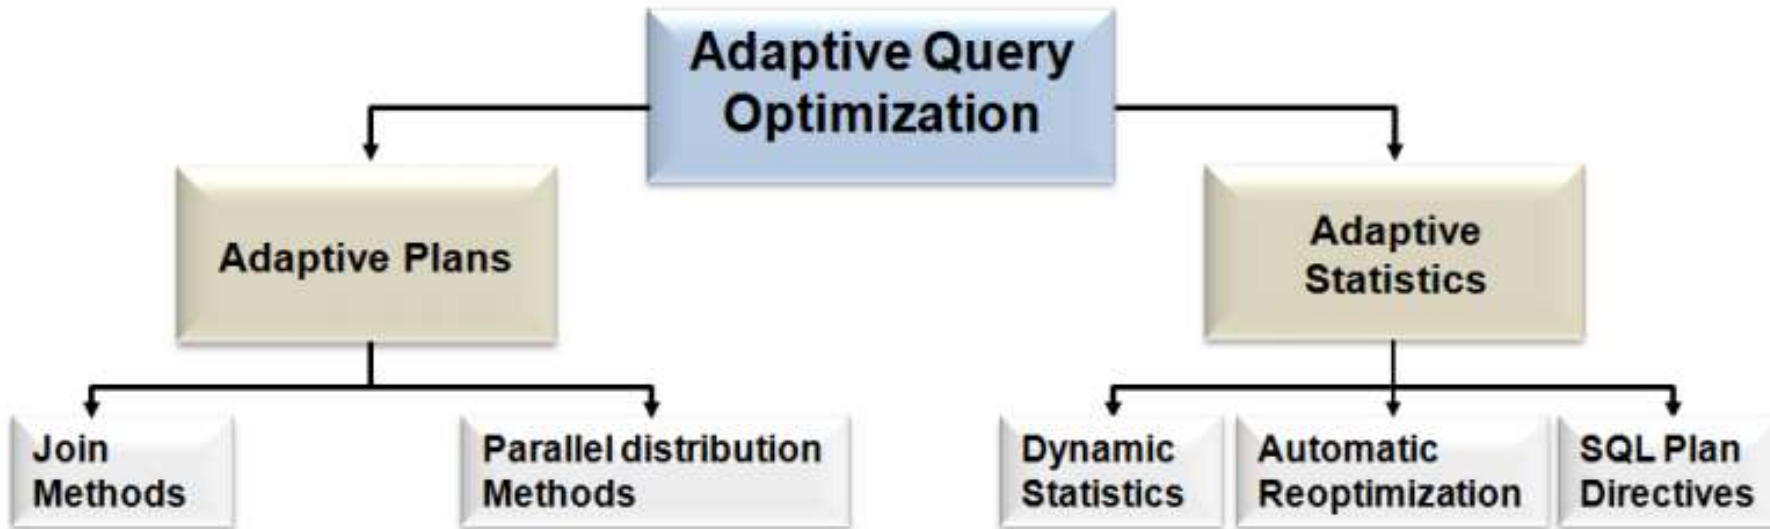 Adaptive Query
Optimization
Adaptive Plans
Adaptive
Statistics
Join
Methods
Parallel distribution
Methods
Dynamic
Statistics
Automatic
Reoptimization
SQL Plan
Directives